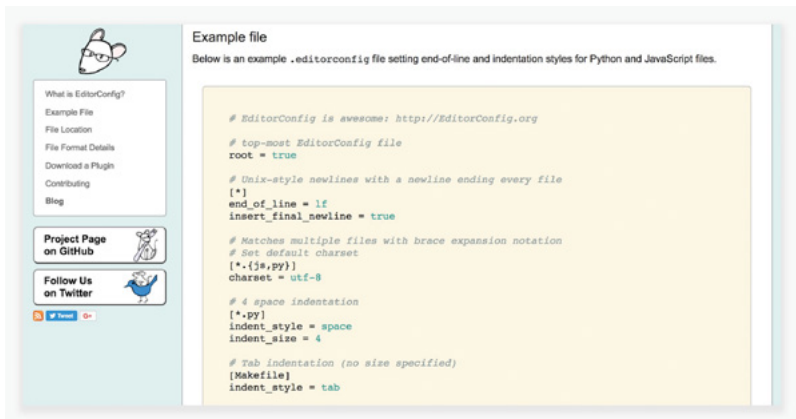 What is EditorConfig?
Example File
File Location
File Format Details
Download a Plugin
Contributing
Blog
Project Page
on GitHub
Follow Us
on Twitter
Tweet
G+
Example file
Below is an example .editorconfig file setting end-of-line and indentation styles for Python and JavaScript files.
# EditorConfig is awesome: http://EditorConfig.org
# top-most EditorConfig file
root = true
# Unix-style newlines with a newline ending every file
[*]
end_of_line = lf
insert_final_newline = true
# Matches multiple files with brace expansion notation
# Set default charset
[*.{js,py}]
charset = utf-8
# 4 space indentation
[*.py]
indent_style = space
indent_size = 4
# Tab indentation (no size specified)
[Makefile]
indent_style = tab